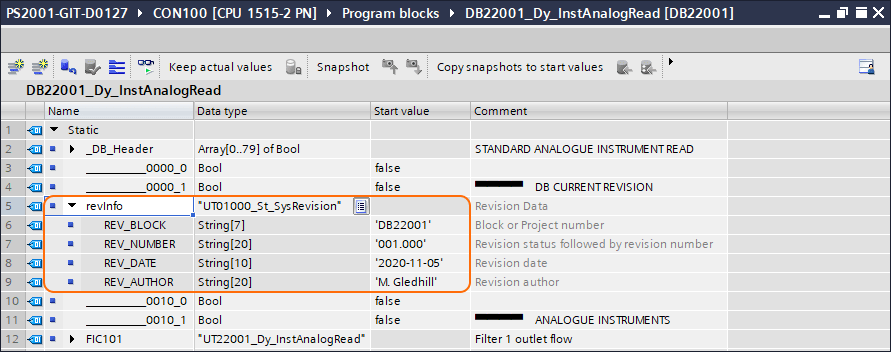 PS2001-GIT-D0127 ▸ CON100 [CPU 1515-2 PN] ▸ Program blocks ▸ DB22001_Dy_InstAnalogRead [DB22001]
Keep actual values Snapshot Copy snapshots to start values
DB22001_Dy_InstAnalogRead
Name Data type Start value Comment
1 Static
2 _DB_Header Array[0..79] of Bool STANDARD ANALOGUE INSTRUMENT READ
3 __________0000_0 Bool false
4 __________0000_1 Bool false DB CURRENT REVISION
5 revInfo "UT01000_St_SysRevision" Revision Data
6 REV_BLOCK String[7] 'DB22001' Block or Project number
7 REV_NUMBER String[20] '001.000' Revision status followed by revision number
8 REV_DATE String[10] '2020-11-05' Revision date
9 REV_AUTHOR String[20] 'M. Gledhill' Revision author
10 __________0010_0 Bool false
11 __________0010_1 Bool false ANALOGUE INSTRUMENTS
12 FIC101 "UT22001_Dy_InstAnalogRead" Filter 1 outlet flow